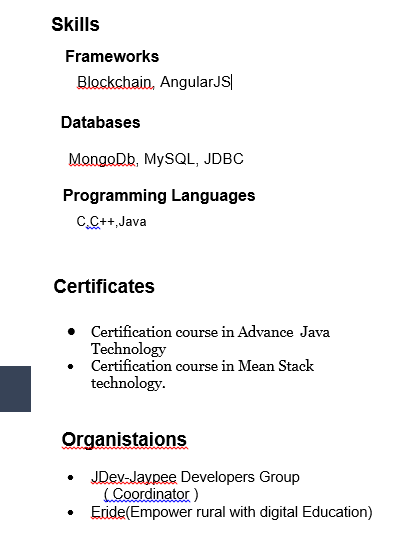 Skills
Frameworks
Blockchain, AngularJS
Databases
MongoDb, MySQL, JDBC
Programming Languages
C,C++,Java
Certificates
• Certification course in Advance  Java
Technology
• Certification course in Mean Stack
technology.
Organistaions
• JDev-Jaypee Developers Group
( Coordinator )
• Eride(Empower rural with digital Education)